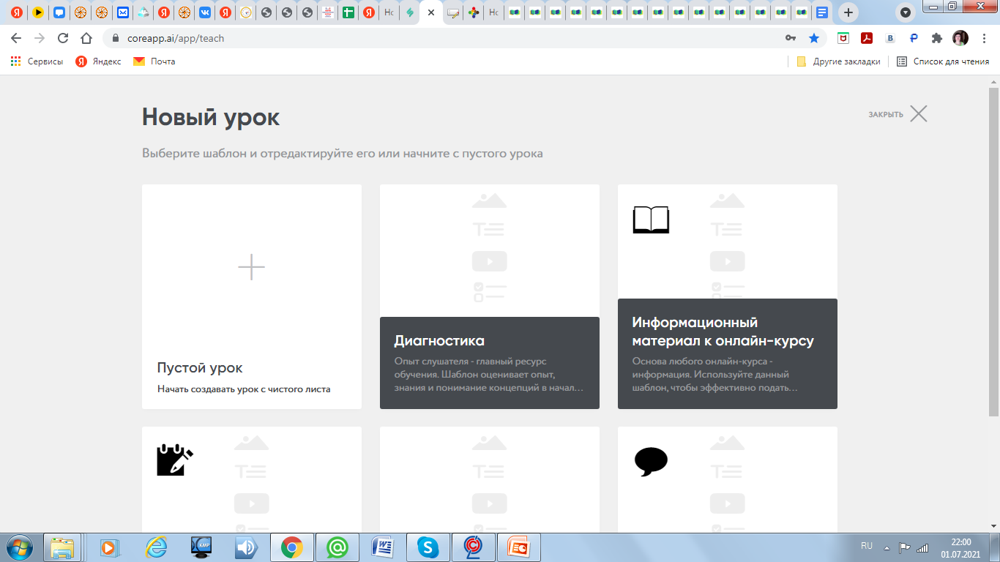 Но
Но
coreapp.ai/app/teach
Сервисы
Яндекс
Почта
Другие закладки
Список для чтения
Новый урок
ЗАКРЫТЬ
Выберите шаблон и отредактируйте его или начните с пустого урока
Пустой урок
Начать создавать урок с чистого листа
Диагностика
Опыт слушателя - главный ресурс
обучения. Шаблон оценивает опыт,
знания и понимание концепций в начал...
Информационный
материал к онлайн-курсу
Основа любого онлайн-курса -
информация. Используйте данный
шаблон, чтобы эффективно подать...
RU
22:00
01.07.2021